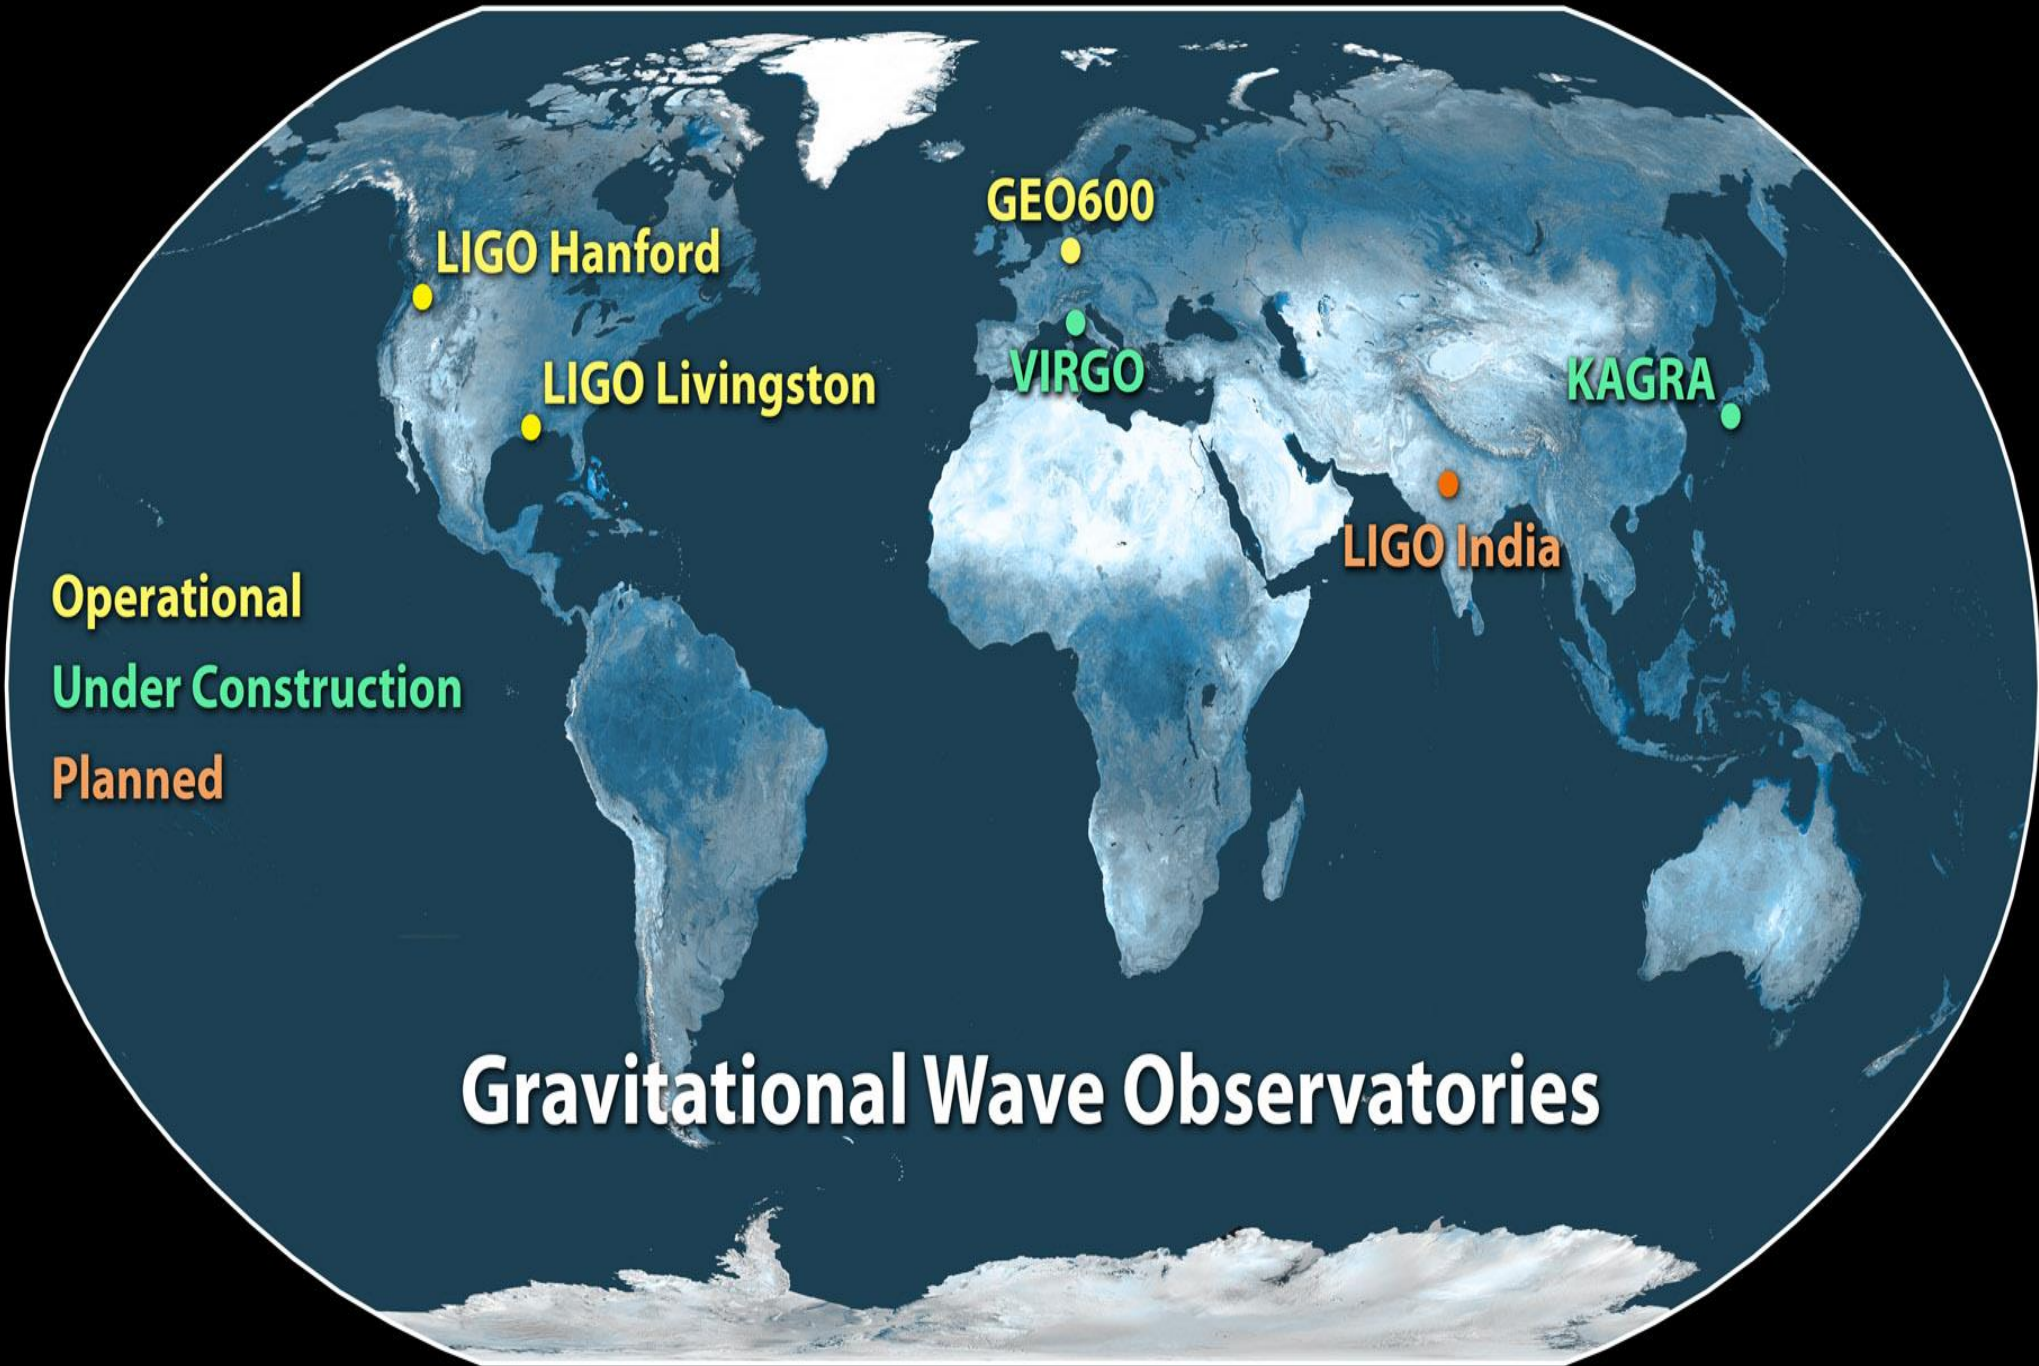 GEO600
LIGO Hanford
VIRGO
KAGRA
LIGO Livingston
LIGO India
Operational
Under Construction
Planned
Gravitational Wave Observatories